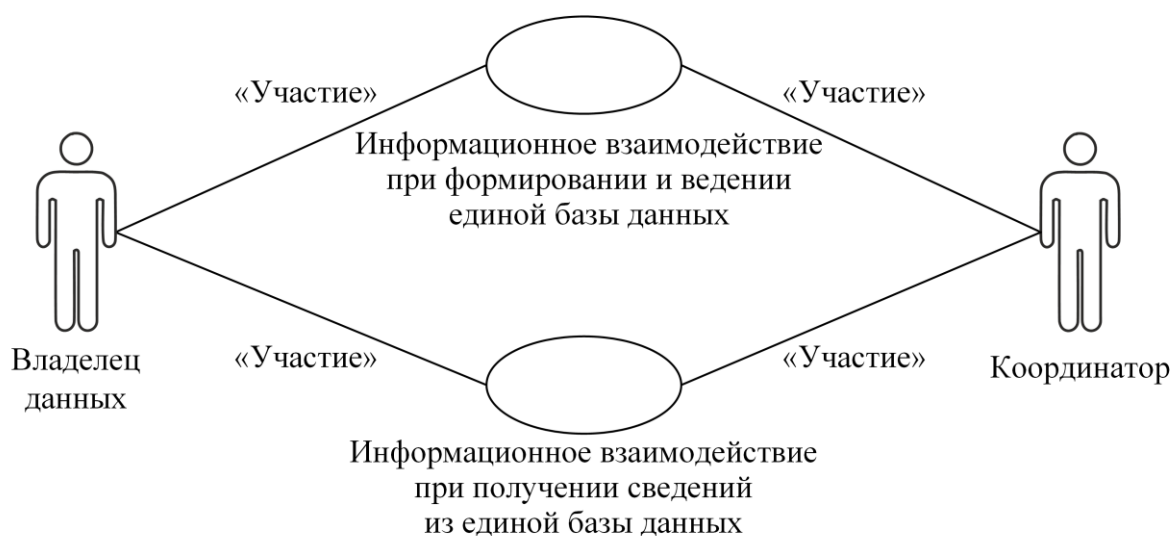 «Участие»
«Участие»
Информационное взаимодействие
при формировании и ведении
единой базы данных
Владелец
данных
«Участие»
«Участие»
Координатор
Информационное взаимодействие
при получении сведений
из единой базы данных